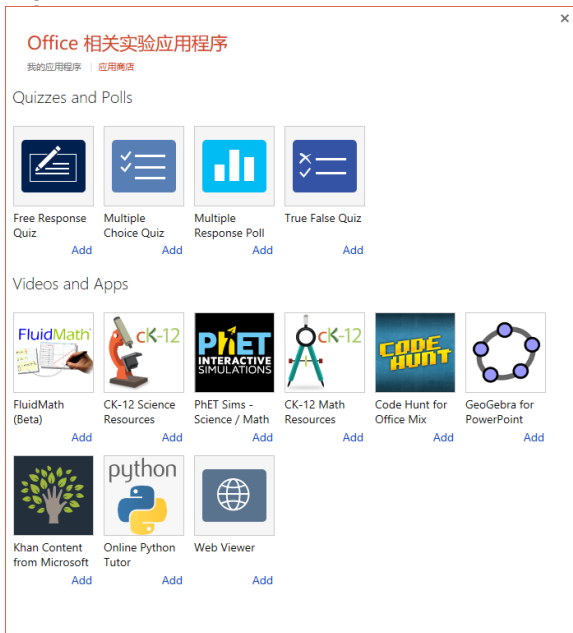 ×
Office 相关实验应用程序
我的应用程序 | 应用商店
Quizzes and Polls
Free Response Quiz
Add
Multiple Choice Quiz
Add
Multiple Response Poll
Add
True False Quiz
Add
Videos and Apps
FluidMath
FluidMath (Beta)
Add
cK-12
CK-12 Science Resources
Add
PhET
INTERACTIVE
SIMULATIONS
PhET Sims - Science / Math
Add
cK-12
CK-12 Math Resources
Add
CODE
HUNT
Code Hunt for Office Mix
Add
GeoGebra for PowerPoint
Add
Khan Content from Microsoft
Add
python
Online Python Tutor
Add
Web Viewer
Add